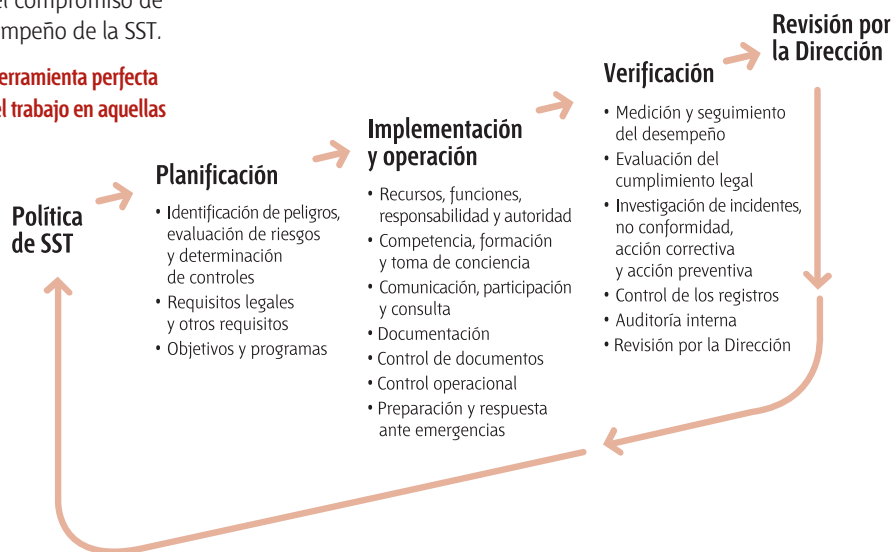 el compromiso de
empeño de la SST.
erramienta perfecta
el trabajo en aquellas
Política
de SST
Planificación
• Identificación de peligros,
evaluación de riesgos
y determinación
de controles
• Requisitos legales
y otros requisitos
• Objetivos y programas
Implementación
y operación
• Recursos, funciones,
responsabilidad y autoridad
• Competencia, formación
y toma de conciencia
• Comunicación, participación
y consulta
• Documentación
• Control de documentos
• Control operacional
• Preparación y respuesta
ante emergencias
Verificación
• Medición y seguimiento
del desempeño
• Evaluación del
cumplimiento legal
• Investigación de incidentes,
no conformidad,
acción correctiva
y acción preventiva
• Control de los registros
• Auditoría interna
• Revisión por la Dirección
Revisión por
la Dirección